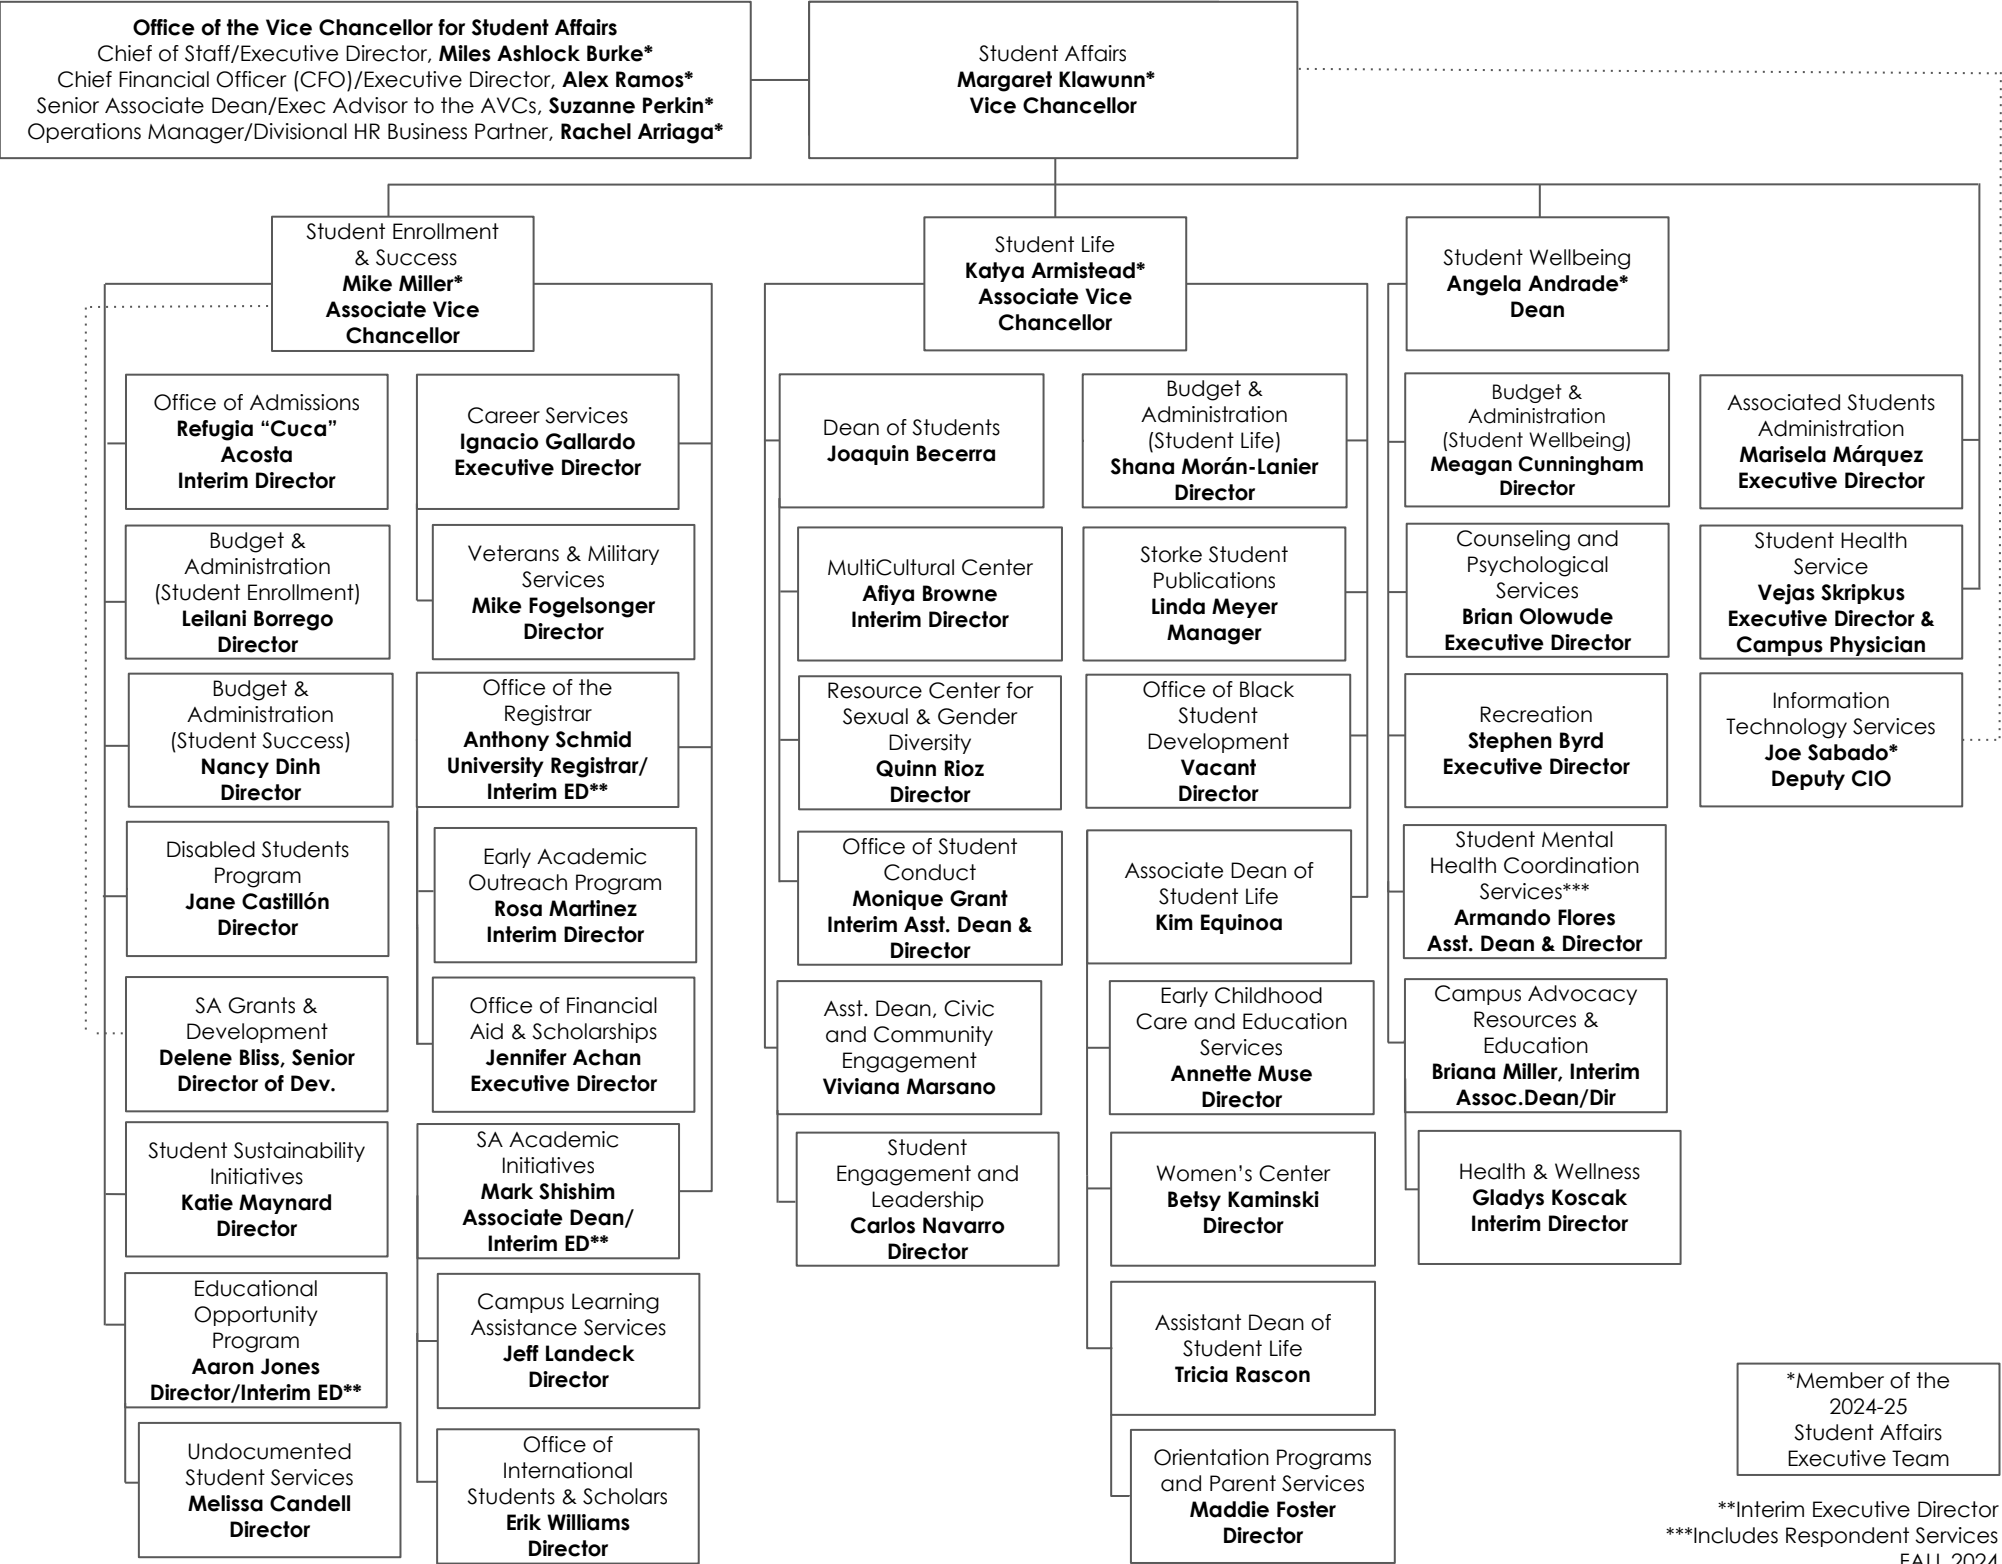 Office of the Vice Chancellor for Student Affairs
Chief of Staff/Executive Director, Miles Ashlock Burke*
Chief Financial Officer (CFO)/Executive Director, Alex Ramos*
Senior Associate Dean/Exec Advisor to the AVCs, Suzanne Perkin*
Operations Manager/Divisional HR Business Partner, Rachel Arriaga*
Student Affairs
Margaret Klawunn*
Vice Chancellor
Student Enrollment
& Success
Mike Miller*
Associate Vice
Chancellor
Office of Admissions
Refugia “Cuca”
Acosta
Interim Director
Budget &
Administration
(Student Enrollment)
Leilani Borrego
Director
Budget &
Administration
(Student Success)
Nancy Dinh
Director
Disabled Students
Program
Jane Castillón
Director
SA Grants &
Development
Delene Bliss, Senior
Director of Dev.
Student Sustainability
Initiatives
Katie Maynard
Director
Educational
Opportunity
Program
Aaron Jones
Director/Interim ED**
Undocumented
Student Services
Melissa Candell
Director
Career Services
Ignacio Gallardo
Executive Director
Veterans & Military
Services
Mike Fogelsonger
Director
Office of the
Registrar
Anthony Schmid
University Registrar/
Interim ED**
Early Academic
Outreach Program
Rosa Martinez
Interim Director
Office of Financial
Aid & Scholarships
Jennifer Achan
Executive Director
SA Academic
Initiatives
Mark Shishim
Associate Dean/
Interim ED**
Campus Learning
Assistance Services
Jeff Landeck
Director
Office of
International
Students & Scholars
Erik Williams
Director
Student Life
Katya Armistead*
Associate Vice
Chancellor
Dean of Students
Joaquin Becerra
MultiCultural Center
Afiya Browne
Interim Director
Resource Center for
Sexual & Gender
Diversity
Quinn Rioz
Director
Office of Student
Conduct
Monique Grant
Interim Asst. Dean &
Director
Asst. Dean, Civic
and Community
Engagement
Viviana Marsano
Student
Engagement and
Leadership
Carlos Navarro
Director
Budget &
Administration
(Student Life)
Shana Morán-Lanier
Director
Storke Student
Publications
Linda Meyer
Manager
Office of Black
Student
Development
Vacant
Director
Associate Dean of
Student Life
Kim Equinoa
Early Childhood
Care and Education
Services
Annette Muse
Director
Women’s Center
Betsy Kaminski
Director
Assistant Dean of
Student Life
Tricia Rascon
Orientation Programs
and Parent Services
Maddie Foster
Director
Student Wellbeing
Angela Andrade*
Dean
Budget &
Administration
(Student Wellbeing)
Meagan Cunningham
Director
Counseling and
Psychological
Services
Brian Olowude
Executive Director
Recreation
Stephen Byrd
Executive Director
Student Mental
Health Coordination
Services***
Armando Flores
Asst. Dean & Director
Campus Advocacy
Resources &
Education
Briana Miller, Interim
Assoc.Dean/Dir
Health & Wellness
Gladys Koscak
Interim Director
Associated Students
Administration
Marisela Márquez
Executive Director
Student Health
Service
Vejas Skripkus
Executive Director &
Campus Physician
Information
Technology Services
Joe Sabado*
Deputy CIO
*Member of the
2024-25
Student Affairs
Executive Team
**Interim Executive Director
***Includes Respondent Services
FALL 2024